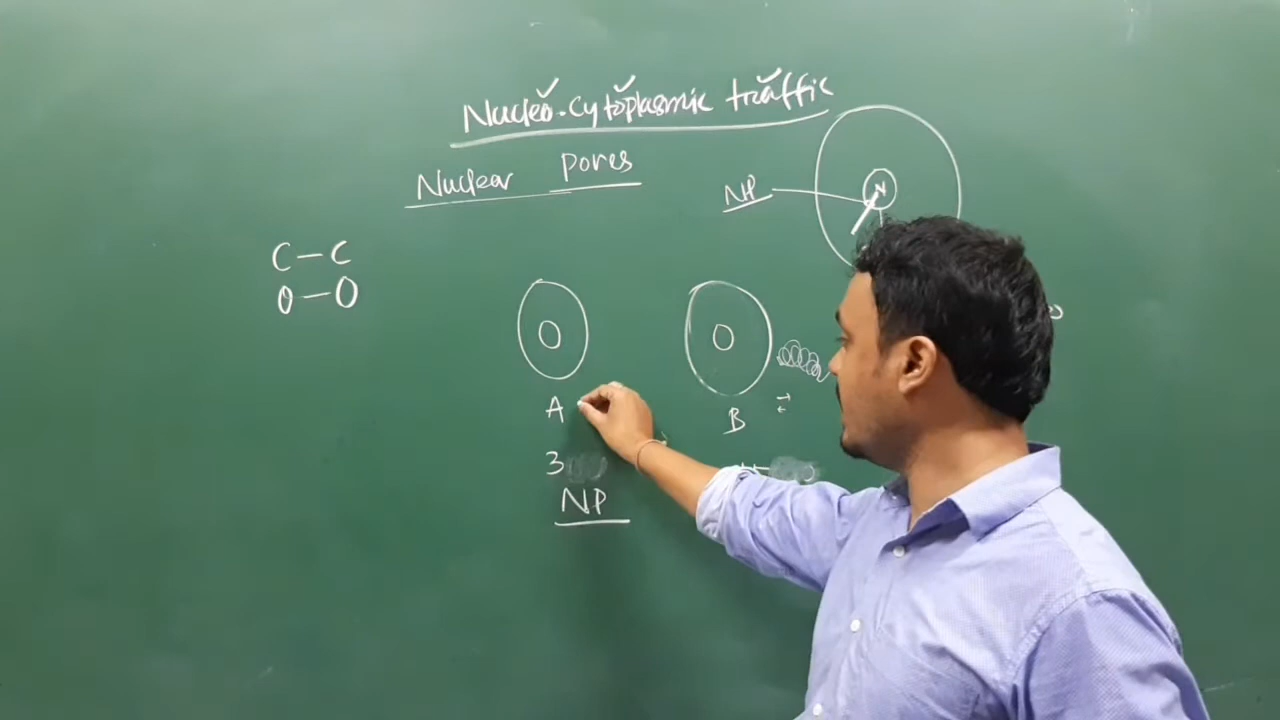 Nucleo-cytoplasmic traffic
Nuclear Pores
NP
N
C - C
O - O
A
B
3
NP